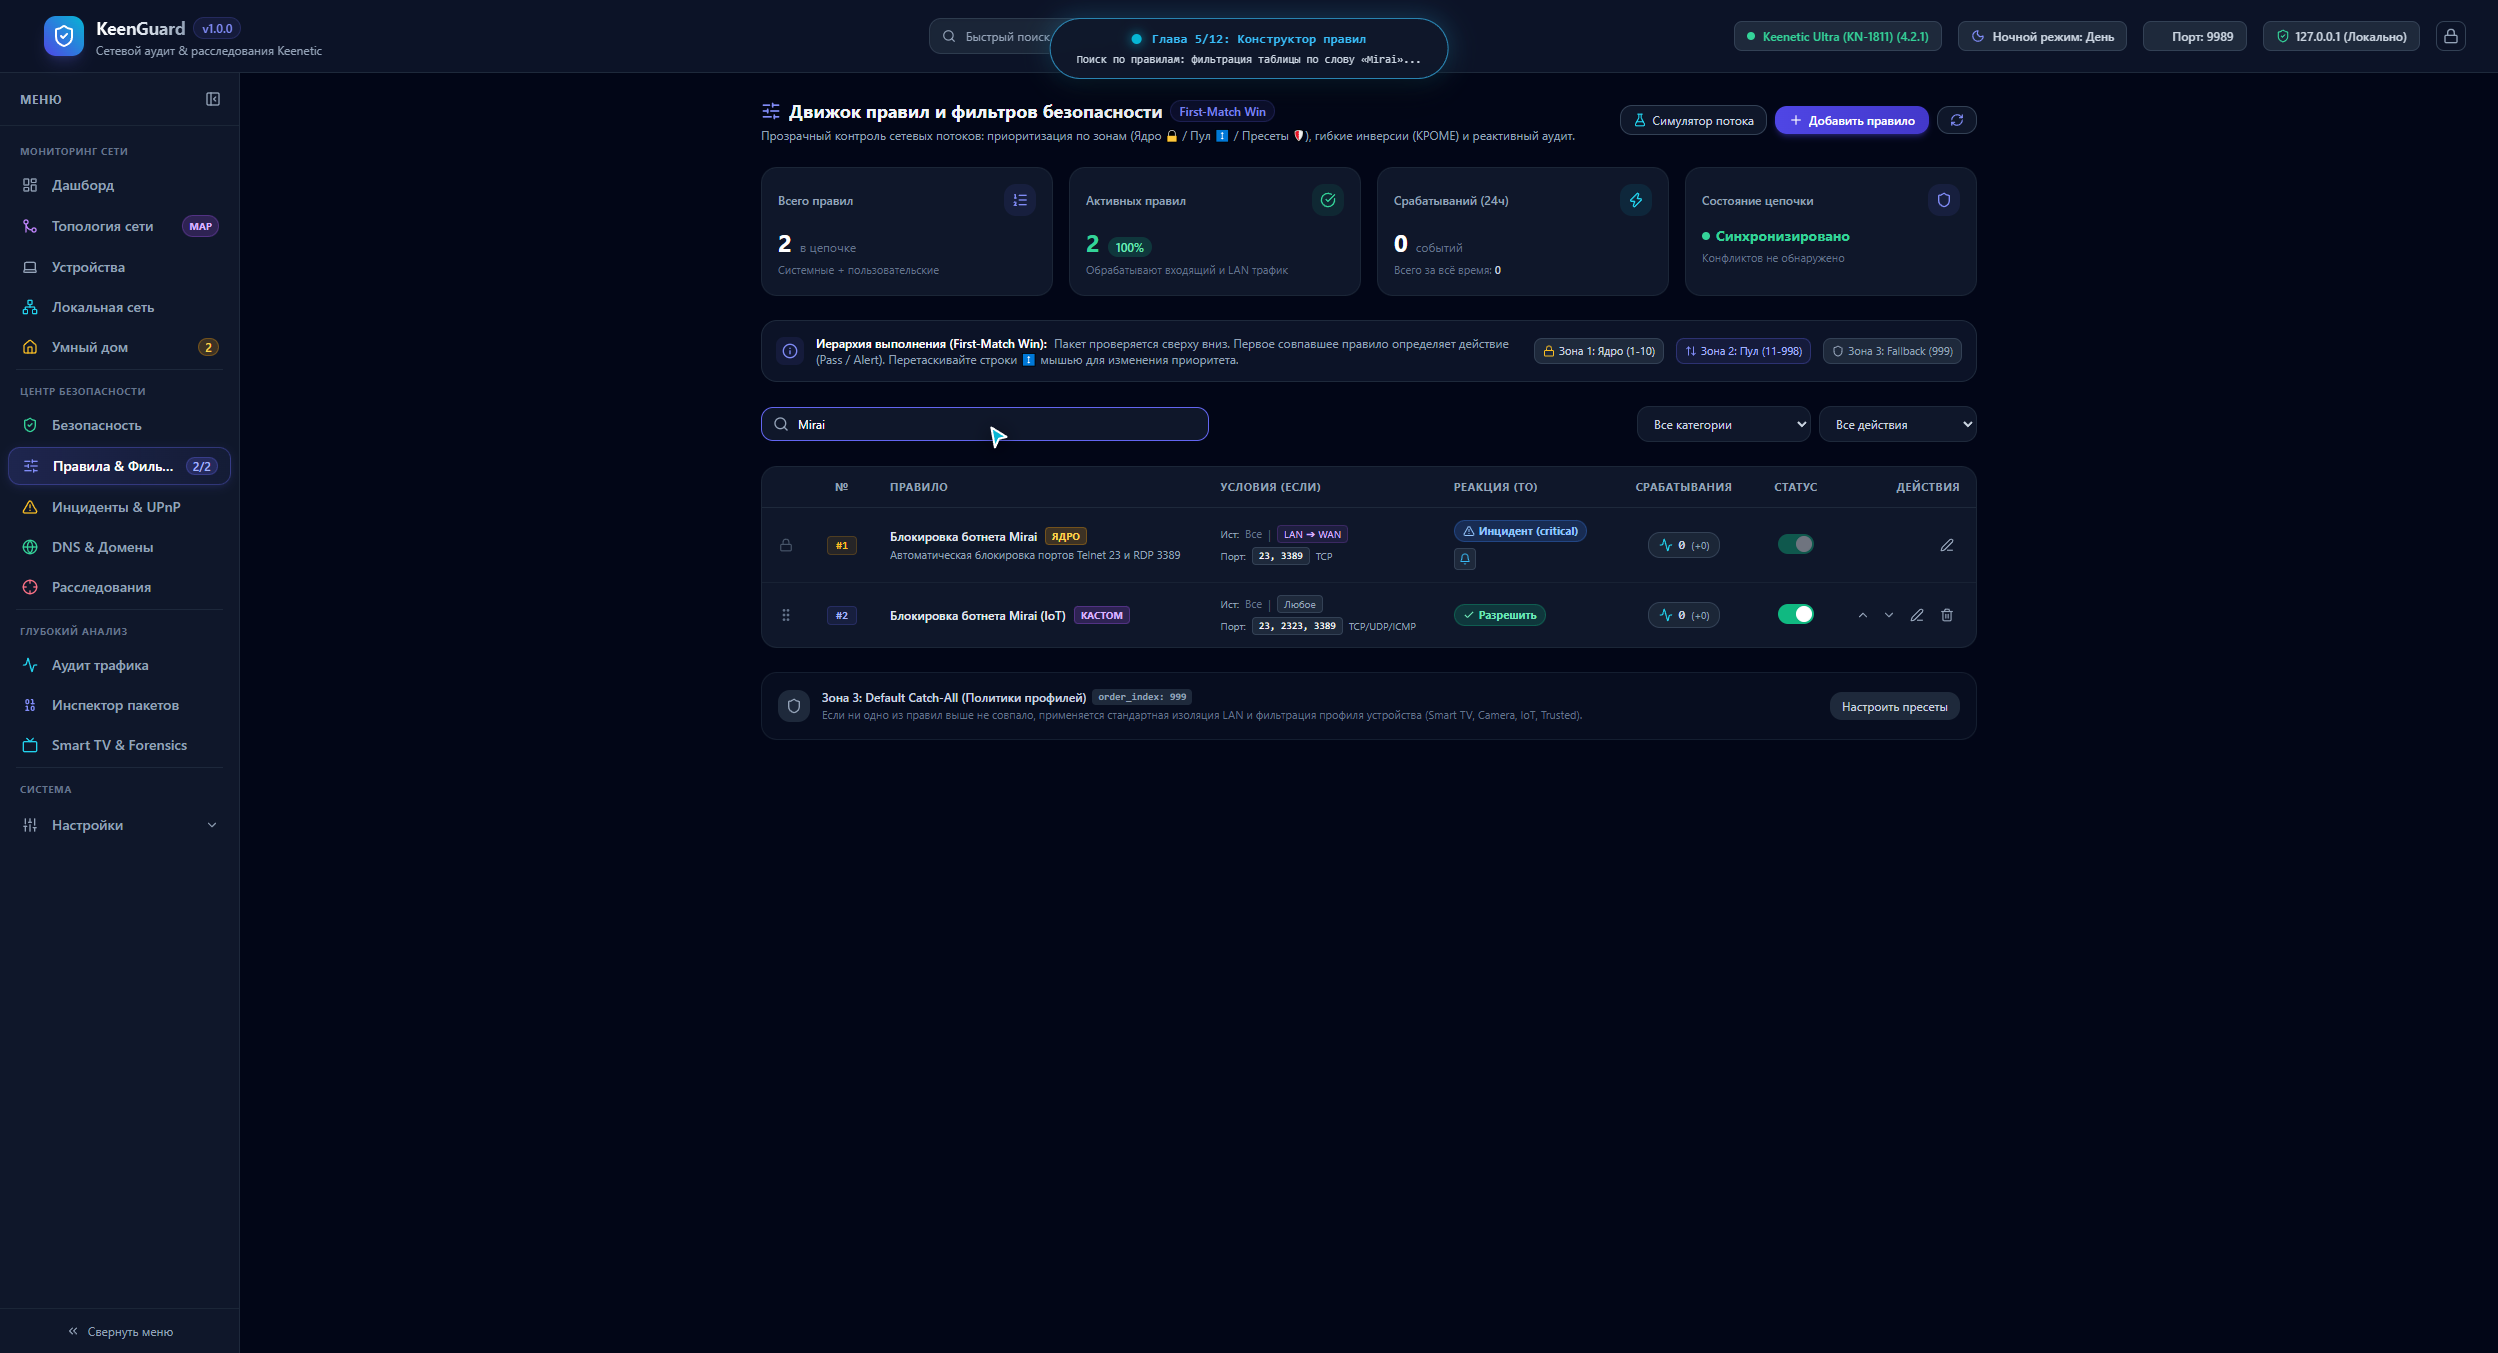 KeenGuard v1.0.0
Сетевой аудит & расследования Keenetic
Быстрый поиск
Глава 5/12: Конструктор правил
Поиск по правилам: фильтрация таблицы по слову «Mirai»...
Keenetic Ultra (KN-1811) (4.2.1)
Ночной режим: День
Порт: 9989
127.0.0.1 (Локально)
МЕНЮ
МОНИТОРИНГ СЕТИ
Дашборд
Топология сети MAP
Устройства
Локальная сеть
Умный дом 2
ЦЕНТР БЕЗОПАСНОСТИ
Безопасность
Правила & Филь... 2/2
Инциденты & UPnP
DNS & Домены
Расследования
ГЛУБОКИЙ АНАЛИЗ
Аудит трафика
Инспектор пакетов
Smart TV & Forensics
СИСТЕМА
Настройки
Свернуть меню
Движок правил и фильтров безопасности First-Match Win
Прозрачный контроль сетевых потоков: приоритизация по зонам (Ядро 🔒 / Пул ↕️ / Пресеты 🛡️), гибкие инверсии (КРОМЕ) и реактивный аудит.
Симулятор потока
Добавить правило
Всего правил
2 в цепочке
Системные + пользовательские
Активных правил
2 100%
Обрабатывают входящий и LAN трафик
Срабатываний (24ч)
0 событий
Всего за всё время: 0
Состояние цепочки
Синхронизировано
Конфликтов не обнаружено
Иерархия выполнения (First-Match Win): Пакет проверяется сверху вниз. Первое совпавшее правило определяет действие
(Pass / Alert). Перетаскивайте строки ↕️ мышью для изменения приоритета.
Зона 1: Ядро (1-10)
Зона 2: Пул (11-998)
Зона 3: Fallback (999)
Mirai
Все категории
Все действия
№ ПРАВИЛО УСЛОВИЯ (ЕСЛИ) РЕАКЦИЯ (ТО) СРАБАТЫВАНИЯ СТАТУС ДЕЙСТВИЯ
#1
Блокировка ботнета Mirai ЯДРО
Автоматическая блокировка портов Telnet 23 и RDP 3389
Ист: Все | LAN ➔ WAN
Порт: 23, 3389 TCP
Инцидент (critical)
0 (+0)
#2
Блокировка ботнета Mirai (IoT) КАСТОМ
Ист: Все | Любое
Порт: 23, 2323, 3389 TCP/UDP/ICMP
Разрешить
0 (+0)
Зона 3: Default Catch-All (Политики профилей) order_index: 999
Если ни одно из правил выше не совпало, применяется стандартная изоляция LAN и фильтрация профиля устройства (Smart TV, Camera, IoT, Trusted).
Настроить пресеты